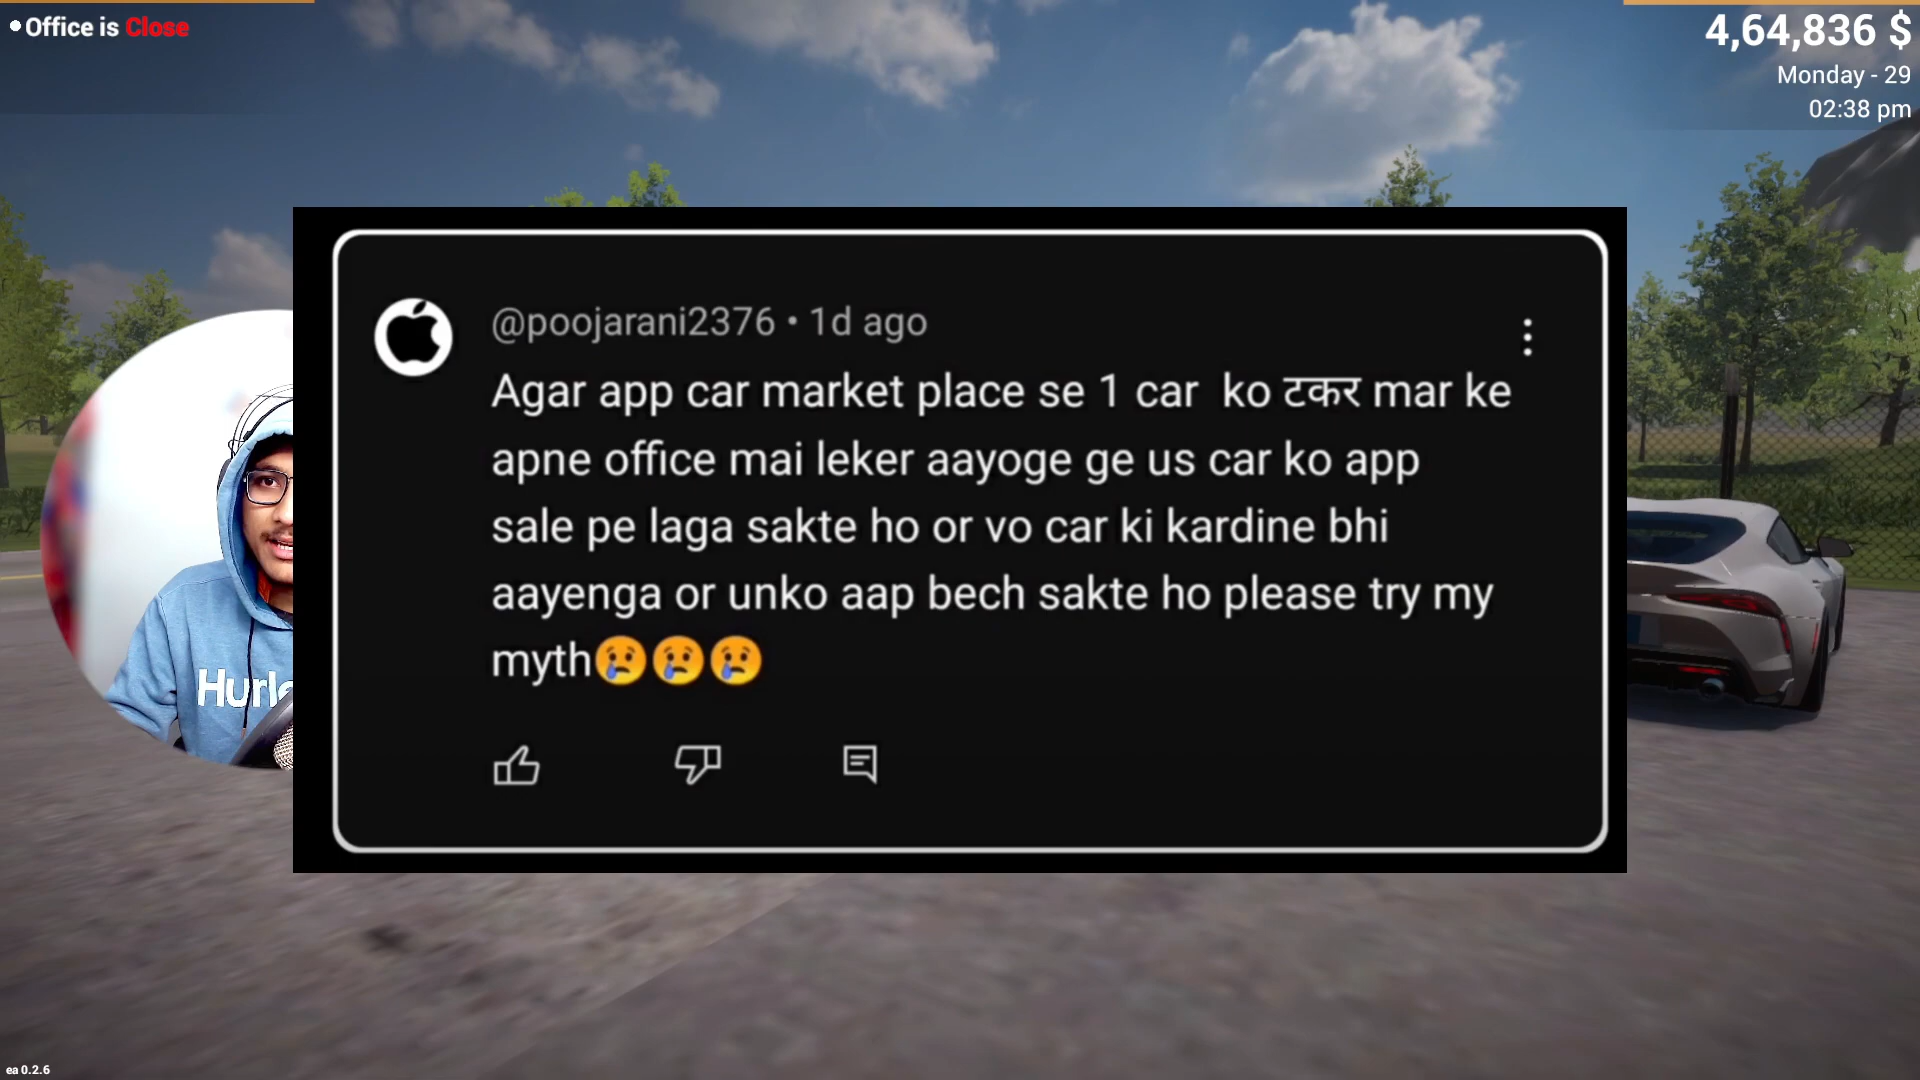 Office is Close
4,64,836 $
Monday - 29
02:38 pm
@poojarani2376 • 1d ago
Agar app car market place se 1 car ko टकर mar ke
apne office mai leker aayoge ge us car ko app
sale pe laga sakte ho or vo car ki kardine bhi
aayenga or unko aap bech sakte ho please try my
myth😢😢😢
ea 0.2.6